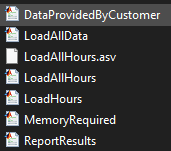 DataProvidedByCustomer
LoadAllData
LoadAllHours.asv
LoadAllHours
LoadHours
MemoryRequired
ReportResults